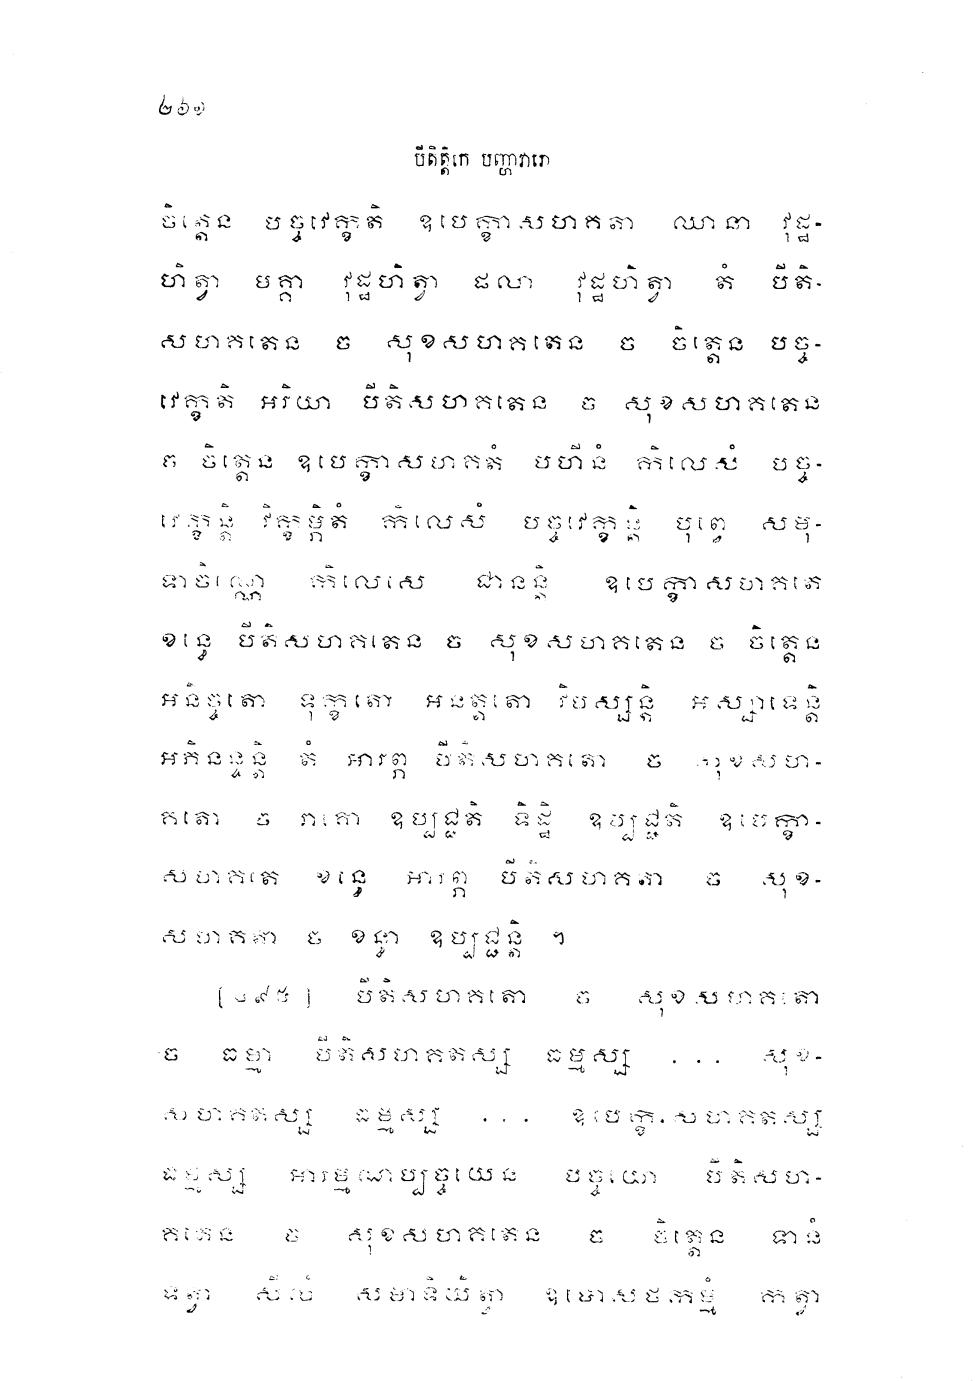 ២៦១
បីតិត្តិកេ បញ្ហាវារោ
ចិត្តេន បច្ចវេក្ខតិ ឧបេក្ខាសហគតា ឈានា វុដ្ឋ-
ហិត្វា មគ្គា វុដ្ឋហិត្វា ផលា វុដ្ឋហិត្វា តំ បីតិ-
សហគតេន ច សុខសហគតេន ច ចិត្តេន បច្ច-
វេក្ខតិ អរិយា បីតិសហគតេន ច សុខសហគតេន
ច ចិត្តេន ឧបេក្ខាសហគតំ បហីនំ កិលេសំ បច្ច-
វេក្ខន្តិ វិក្ខម្ភិតំ កិលេសំ បច្ចវេក្ខន្តិ បុព្វេ សមុ-
ទាចិណ្ណេ កិលេសេ ជានន្តិ ឧបេក្ខាសហគតេ
ខន្ធេ បីតិសហគតេន ច សុខសហគតេន ច ចិត្តេន
អនិច្ចតោ ទុក្ខតោ អនត្តតោ វិបស្សន្តិ អស្សាទេន្តិ
អភិនន្ទន្តិ តំ អារព្ភ បីតិសហគតោ ច សុខសហ-
គតោ ច រាគោ ឧប្បជ្ជតិ ទិដ្ឋិ ឧប្បជ្ជតិ ឧបេក្ខា-
សហគតេ ខន្ធេ អារព្ភ បីតិសហគតា ច សុខ-
សហគតា ច ខន្ធា ឧប្បជ្ជន្តិ ។
[១៩៥] បីតិសហគតោ ច សុខសហគតោ
ច ធម្មា បីតិសហគតស្ស ធម្មស្ស ... សុខ-
សហគតស្ស ធម្មស្ស ... ឧបេក្ខាសហគតស្ស
ធម្មស្ស អារម្មណប្បច្ចយេន បច្ចយោ បីតិសហ-
គតេន ច សុខសហគតេន ច ចិត្តេន ទានំ
ទត្វា សីលំ សមាទិយិត្វា ឧបោសថកម្មំ កត្វា